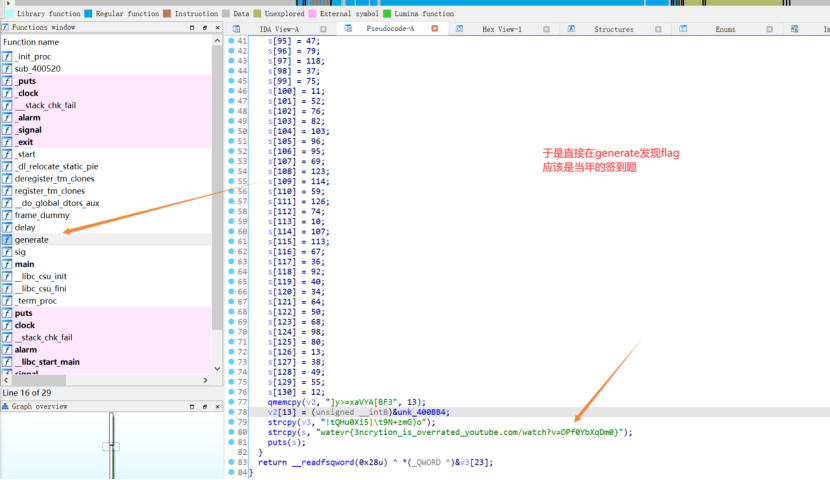 Library function Regular function Instruction Data Unexplored External symbol Lumina function
Functions window
IDA View-A Pseudocode-A Hex View-1 Structures Enums
Function name
_init_proc
sub_400520
_puts
_clock
___stack_chk_fail
_alarm
_signal
_exit
_start
_dl_relocate_static_pie
deregister_tm_clones
register_tm_clones
__do_global_dtors_aux
frame_dummy
delay
generate
sig
main
__libc_csu_init
__libc_csu_fini
_term_proc
puts
clock
__stack_chk_fail
alarm
__libc_start_main
signal
Line 16 of 29
Graph overview
41 s[95] = 47;
42 s[96] = 79;
43 s[97] = 118;
44 s[98] = 37;
45 s[99] = 75;
46 s[100] = 11;
47 s[101] = 52;
48 s[102] = 76;
49 s[103] = 82;
50 s[104] = 103;
51 s[105] = 96;
52 s[106] = 95;
53 s[107] = 69;
54 s[108] = 123;
55 s[109] = 114;
56 s[110] = 59;
57 s[111] = 126;
58 s[112] = 74;
59 s[113] = 10;
60 s[114] = 107;
61 s[115] = 113;
62 s[116] = 67;
63 s[117] = 36;
64 s[118] = 92;
65 s[119] = 40;
66 s[120] = 34;
67 s[121] = 64;
68 s[122] = 50;
69 s[123] = 68;
70 s[124] = 98;
71 s[125] = 80;
72 s[126] = 13;
73 s[127] = 38;
74 s[128] = 49;
75 s[129] = 55;
76 s[130] = 12;
77 qmemcpy(v2, "]y>=xaVYA[BF3", 13);
78 v2[13] = (unsigned __int8)&unk_400BB4;
79 strcpy(v3, "!tQHu0Xi5|\t9N+zmG)o");
80 strcpy(s, "watevr{3ncrytion_is_overrated_youtube.com/watch?v=OPf0YbXqDm0}");
81 puts(s);
82 }
83 return __readfsqword(0x28u) ^ *(_QWORD *)&v3[23];
84 }
于是直接在generate发现flag
应该是当年的签到题